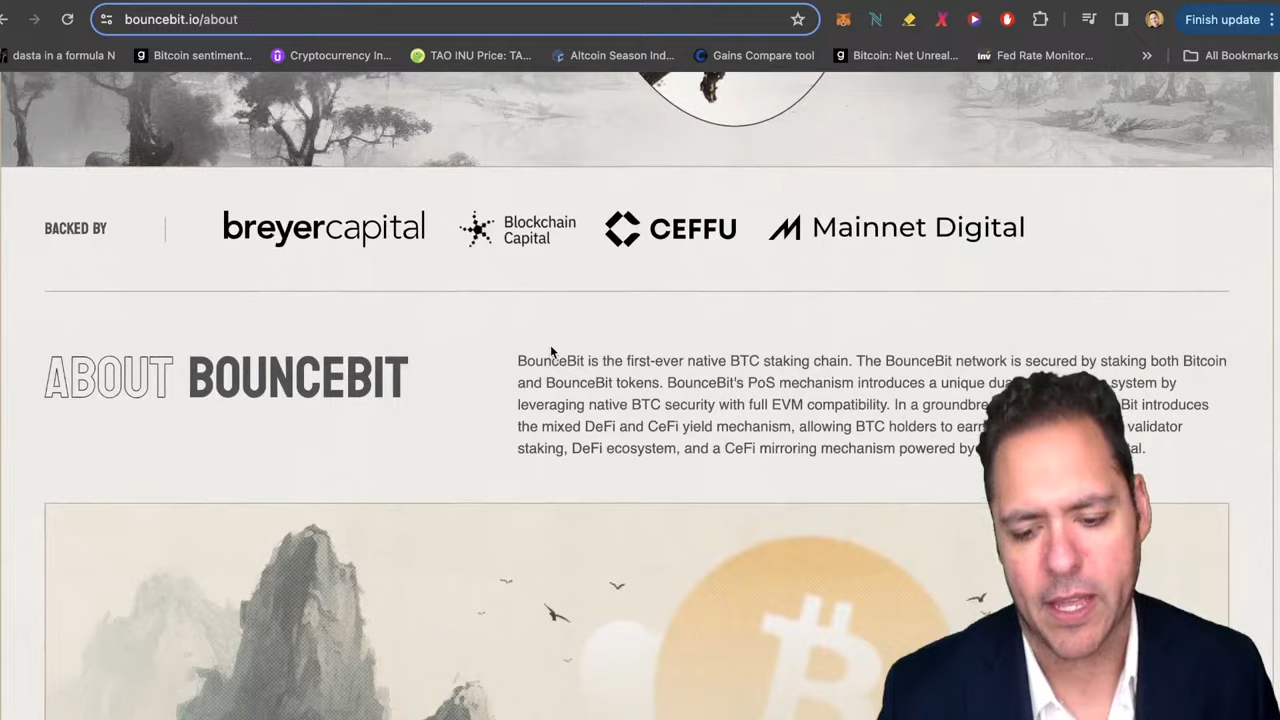 bouncebit.io/about
Finish update
dasta in a formula N
Bitcoin sentiment...
Cryptocurrency In...
TAO INU Price: TA...
Altcoin Season Ind...
Gains Compare tool
Bitcoin: Net Unreal...
Fed Rate Monitor...
All Bookmarks
BACKED BY
breyercapital
Blockchain
Capital
CEFFU
Mainnet Digital
ABOUT BOUNCEBIT
BounceBit is the first-ever native BTC staking chain. The BounceBit network is secured by staking both Bitcoin
and BounceBit tokens. BounceBit's PoS mechanism introduces a unique system by
leveraging native BTC security with full EVM compatibility. In a Bit introduces
the mixed DeFi and CeFi yield mechanism, allowing BTC holders to earn validator
staking, DeFi ecosystem, and a CeFi mirroring mechanism powered by